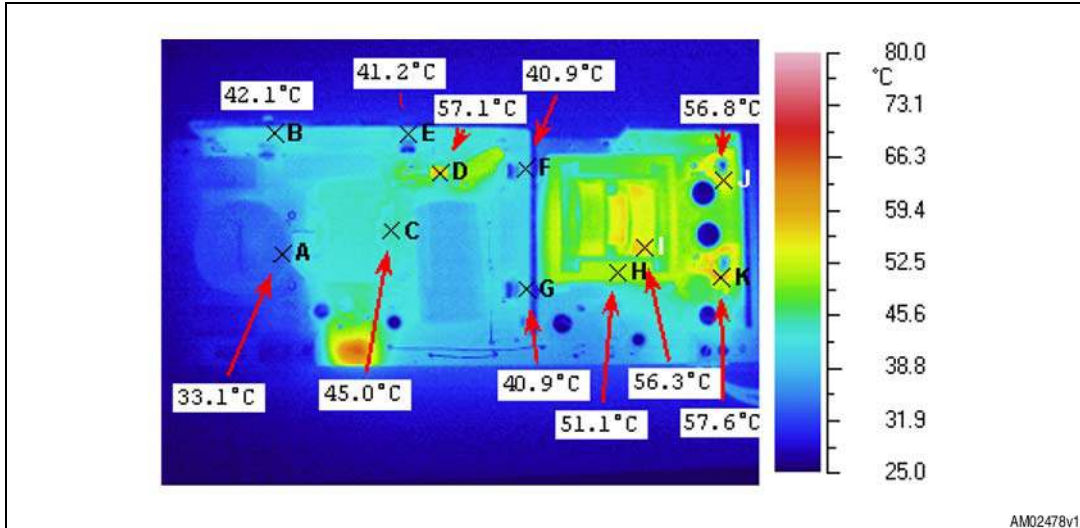 41.2°C
40.9°C
42.1°C
57.1°C
56.8°C
B
E
D
F
J
C
A
I
H
K
G
33.1°C
45.0°C
40.9°C
56.3°C
51.1°C
57.6°C
80.0
°C
73.1
66.3
59.4
52.5
45.6
38.8
31.9
25.0
AM02478v1